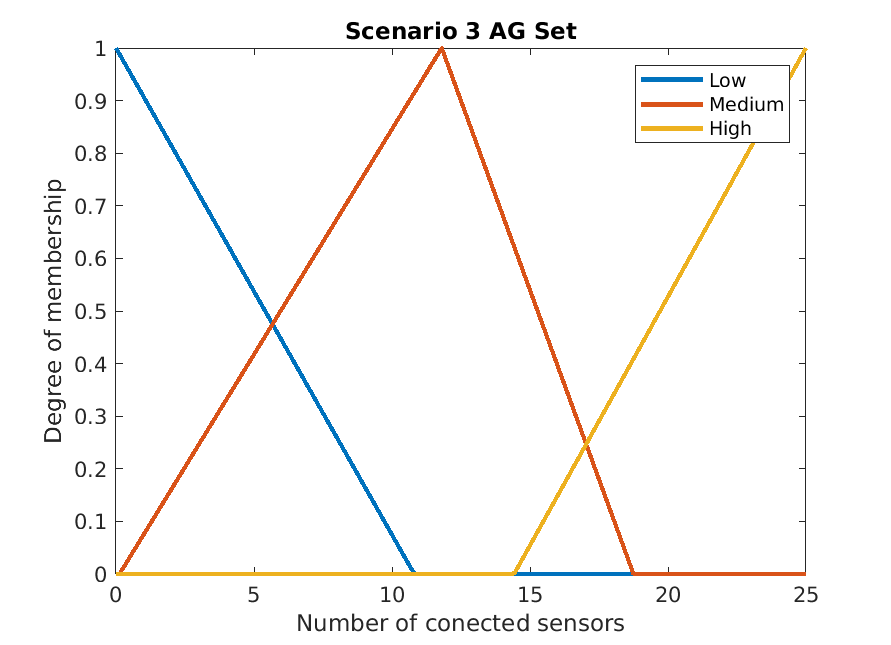 Scenario 3 AG Set
Degree of membership
1
0.9
0.8
0.7
0.6
0.5
0.4
0.3
0.2
0.1
0
Low
Medium
High
0 5 10 15 20 25
Number of conected sensors